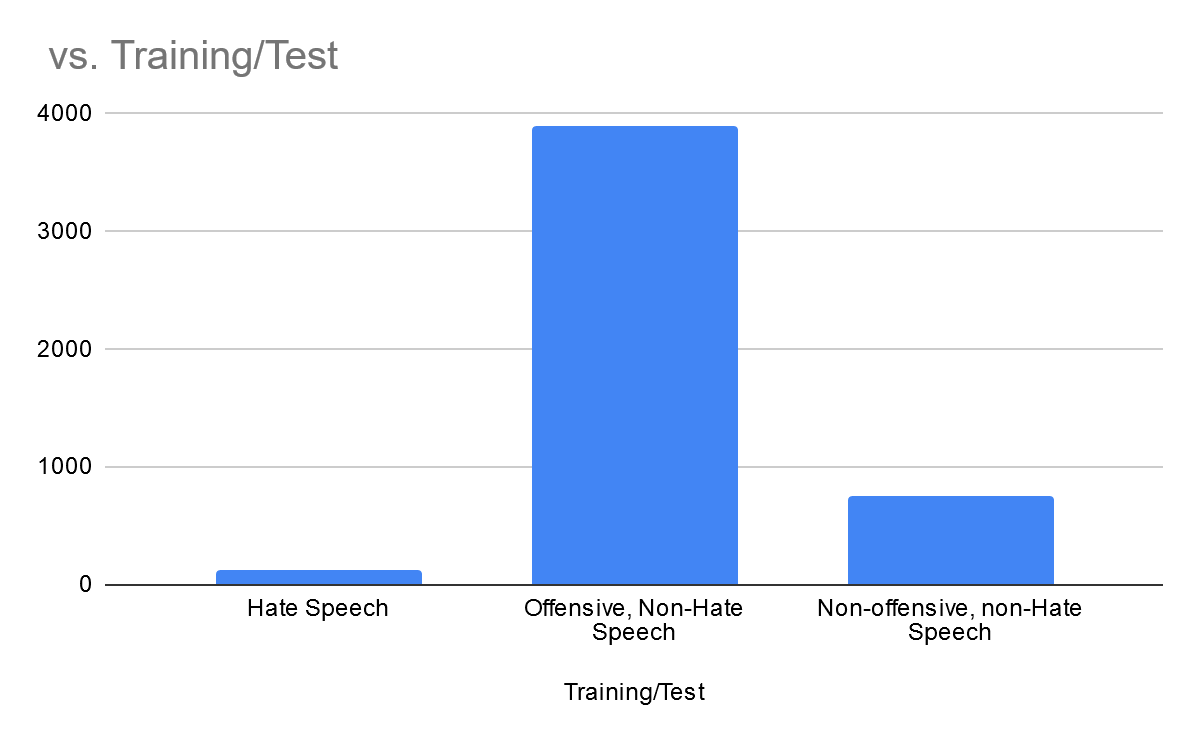 vs. Training/Test
4000
3000
2000
1000
0
Hate Speech
Offensive, Non-Hate
Speech
Non-offensive, non-Hate
Speech
Training/Test